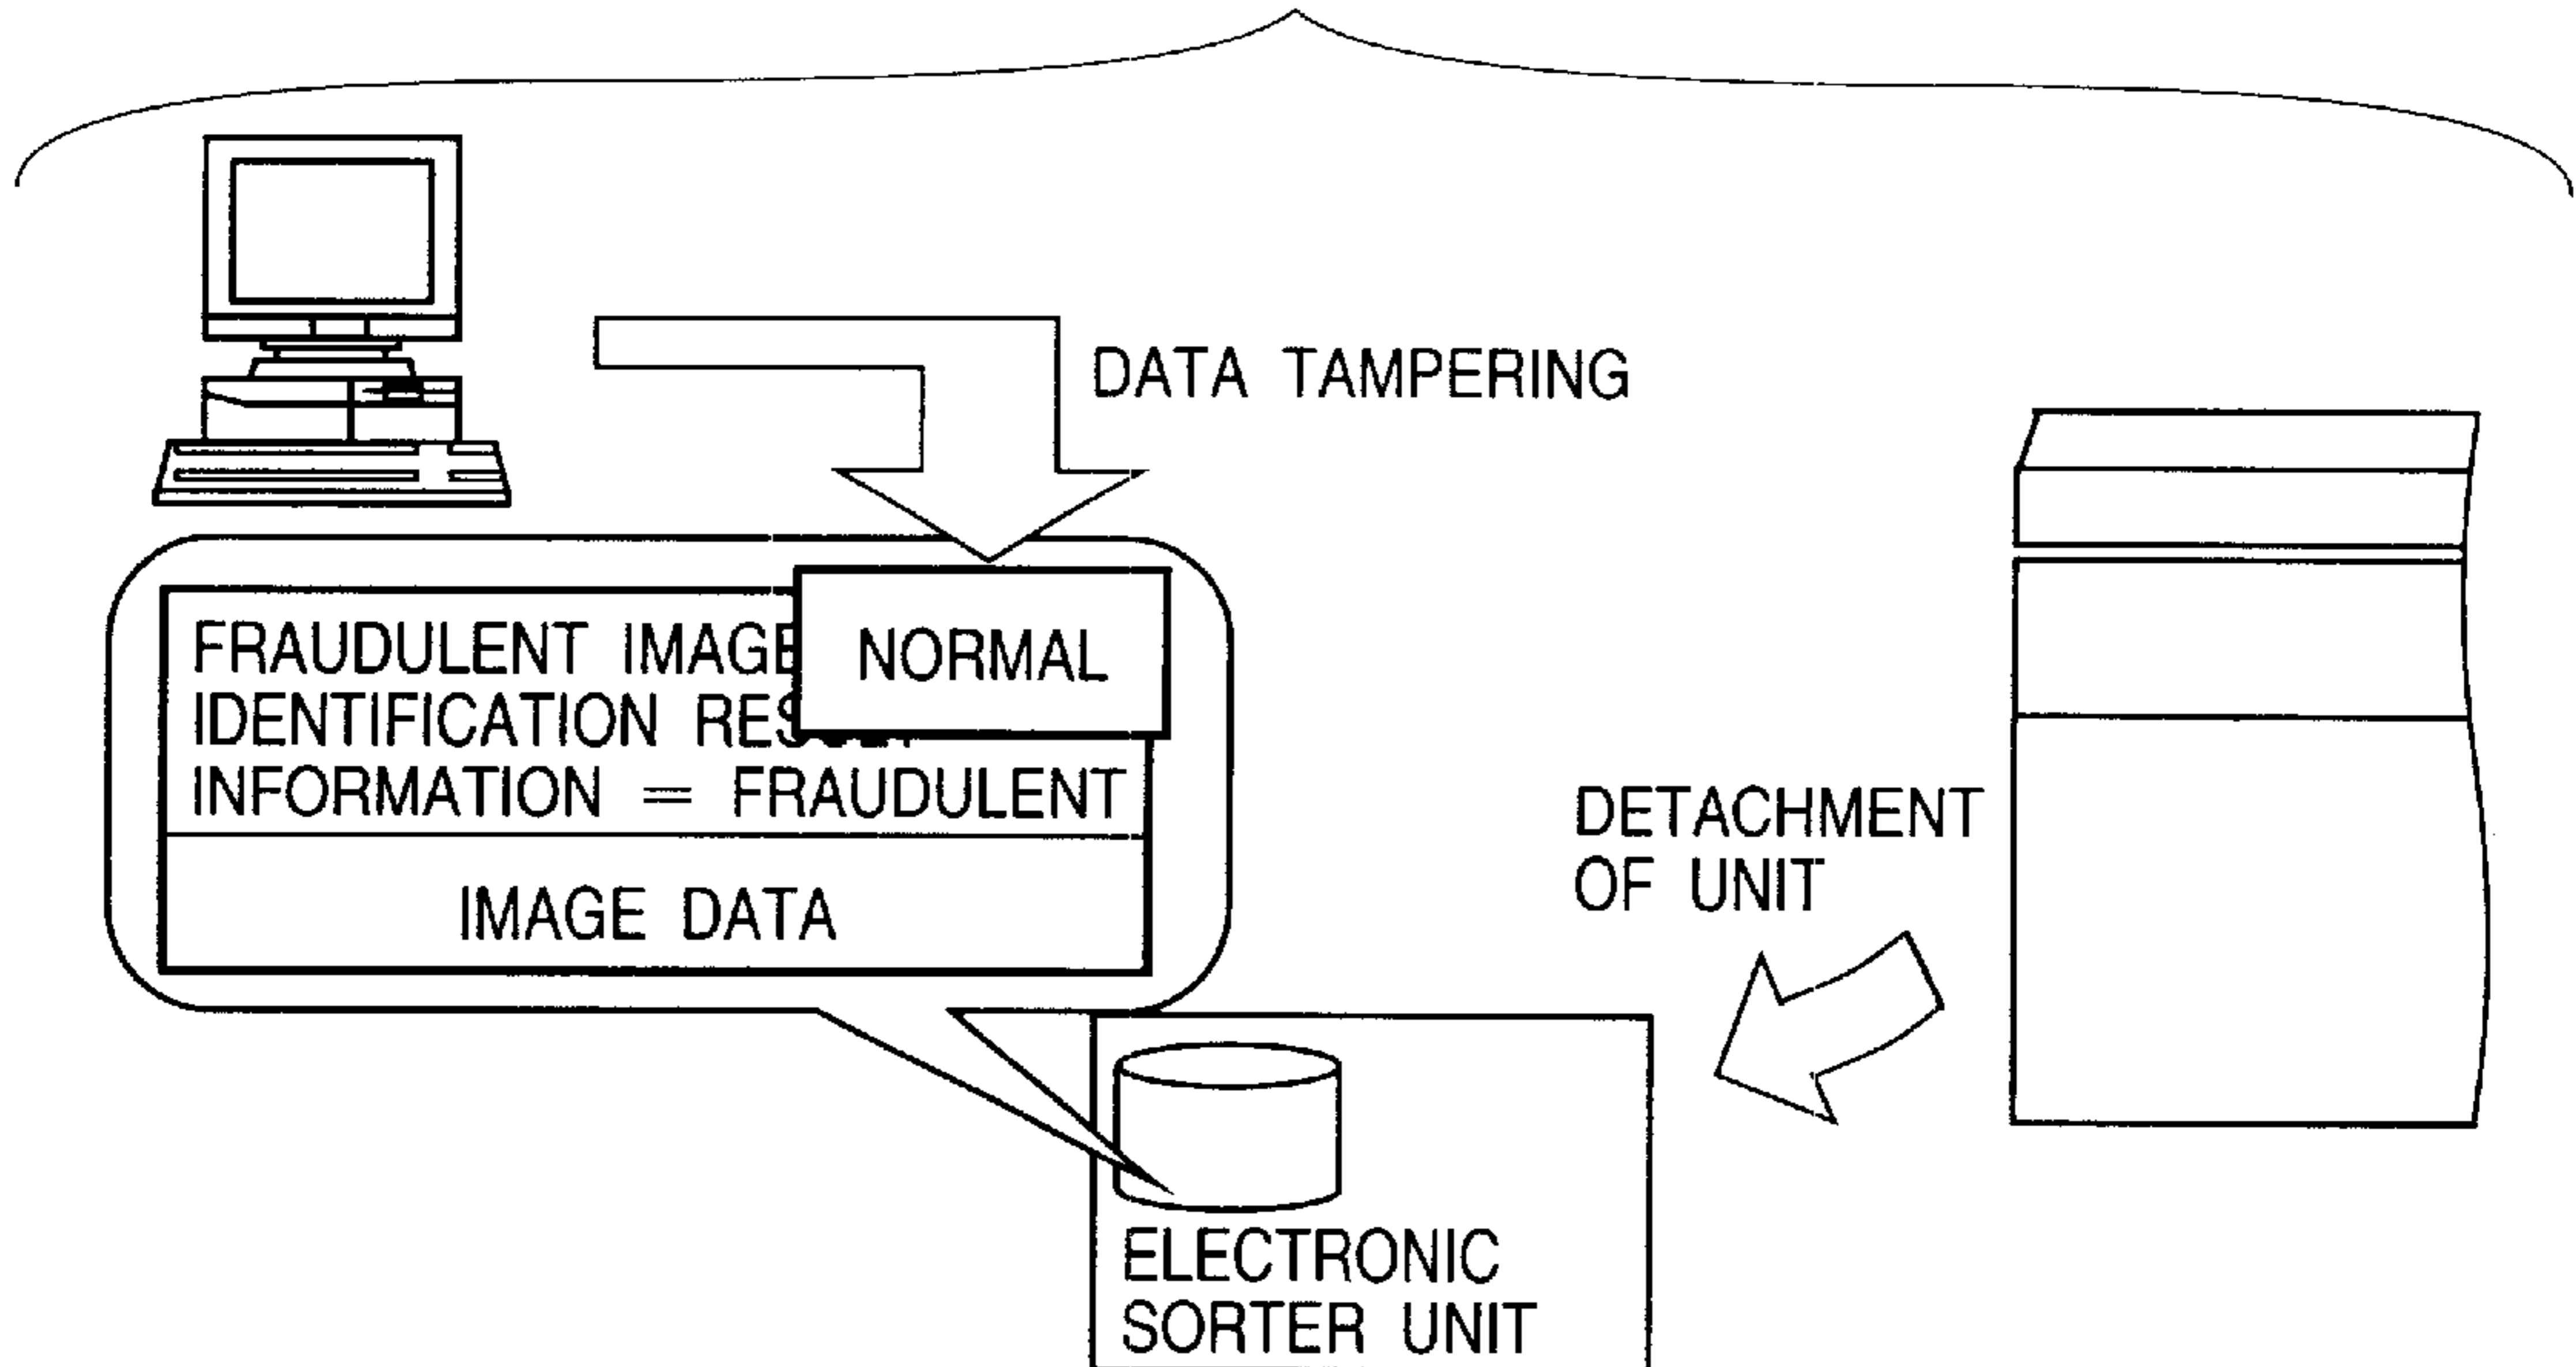 DATA TAMPERING
FRAUDULENT IMAGE
NORMAL
IDENTIFICATION
INFORMATION = FRAUDULENT
IMAGE DATA
DETACHMENT
OF UNIT
ELECTRONIC
SORTER UNIT